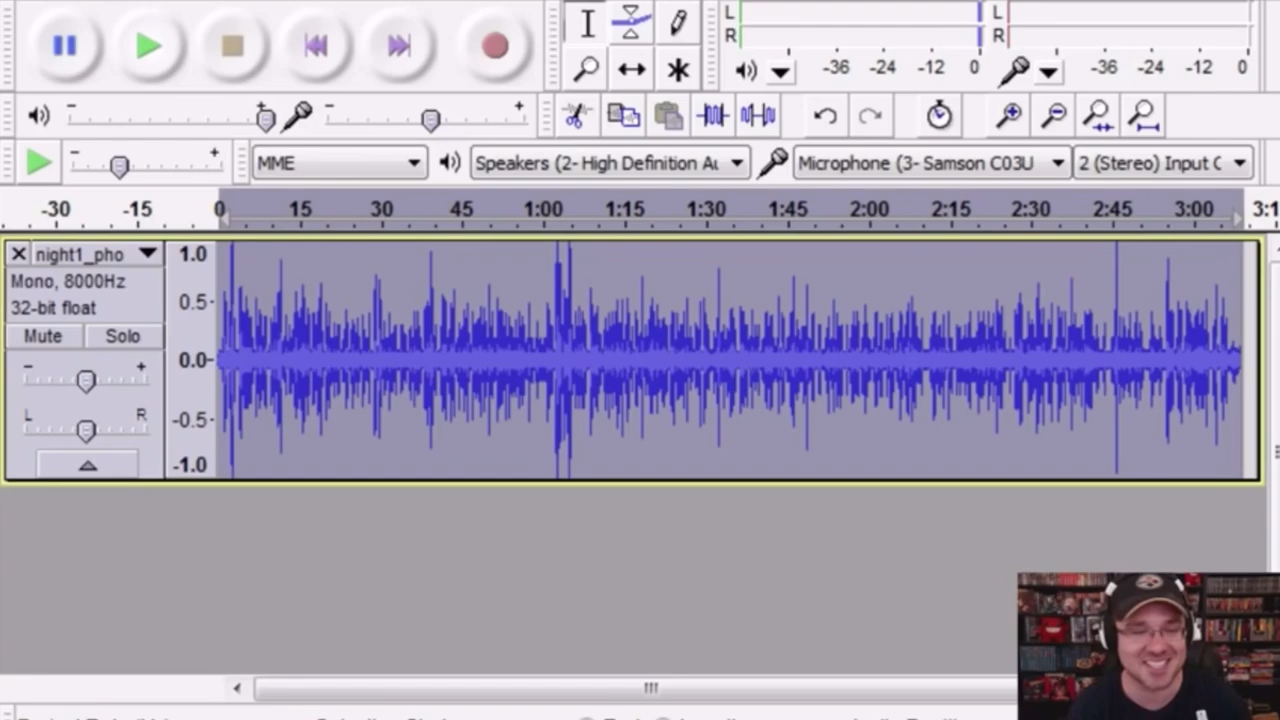 L
L
R
R
-36 -24 -12 0
-36 -24 -12 0
- +
- +
- +
MME
Speakers (2- High Definition Au
Microphone (3- Samson C03U
2 (Stereo) Input C
-30 -15 0 15 30 45 1:00 1:15 1:30 1:45 2:00 2:15 2:30 2:45 3:00 3:1
night1_pho
1.0
Mono, 8000Hz
32-bit float
0.5
Mute Solo
0.0
- +
L R
-0.5
-1.0